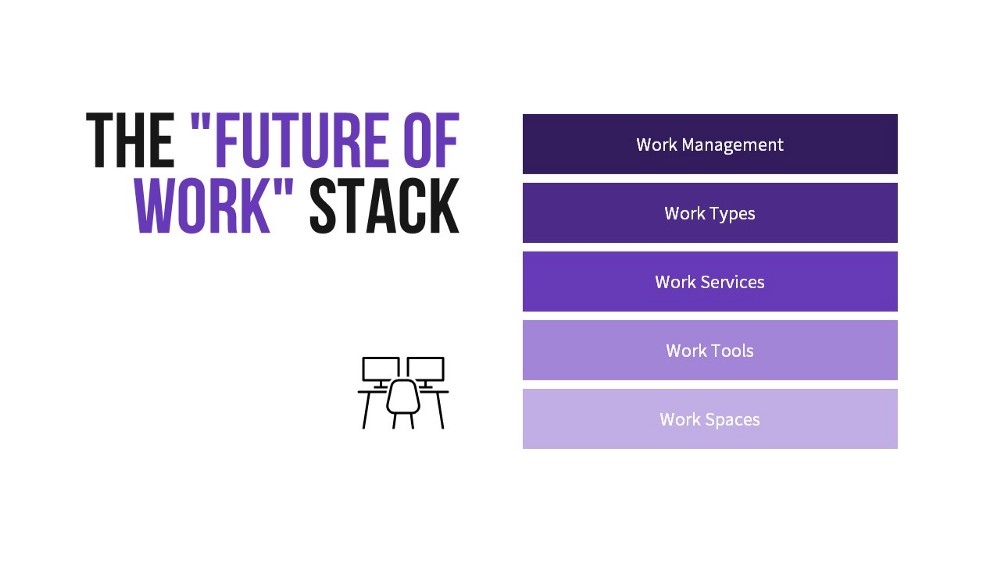 THE "FUTURE OF
WORK" STACK
Work Management
Work Types
Work Services
Work Tools
Work Spaces